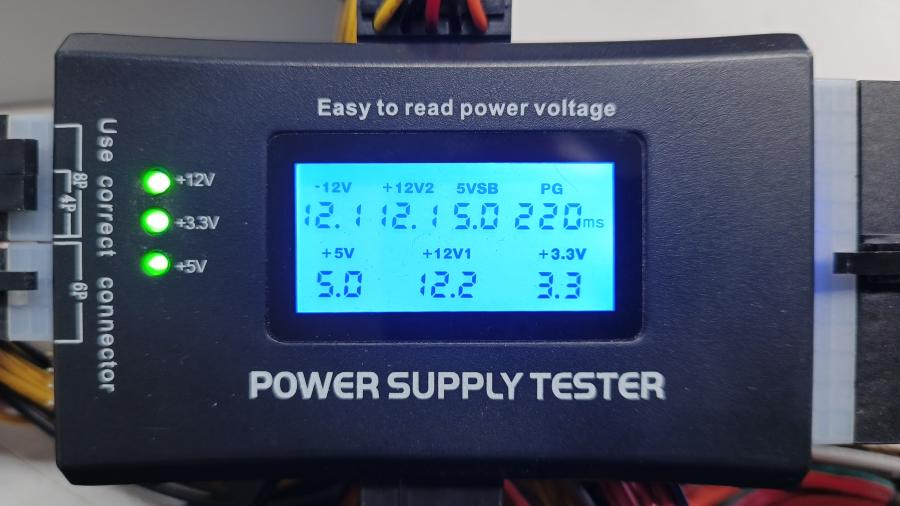 Easy to read power voltage
-12V +12V2 5VSB PG
12.1 12.1 5.0 220ms
+5V +12V1 +3.3V
5.0 12.2 3.3
POWER SUPPLY TESTER
+12V
+3.3V
+5V
8P
4P
6P
Use correct connector